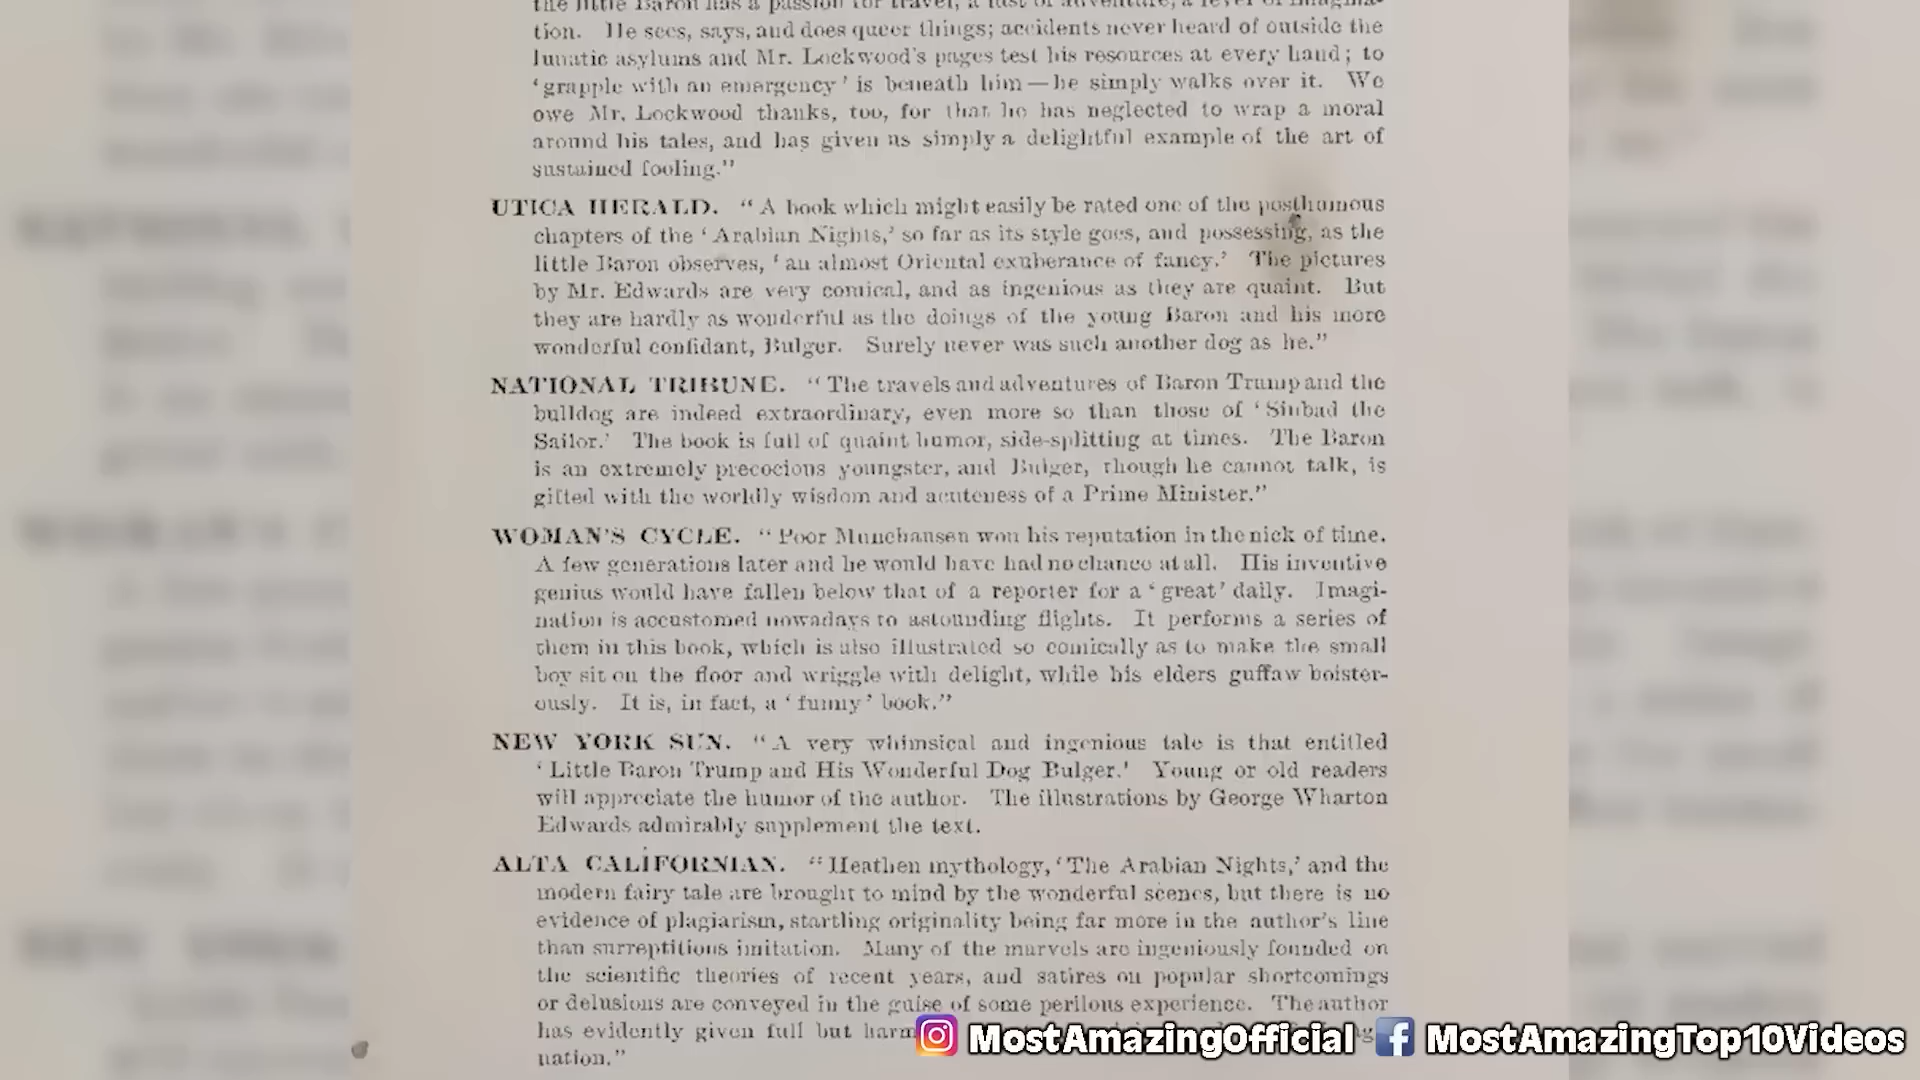 the little Baron has a passion for travel, a lust of adventure, a fever of imagina-
tion. He sees, says, and does queer things; accidents never heard of outside the
lunatic asylums and Mr. Lockwood's pages test his resources at every hand; to
'grapple with an emergency' is beneath him—he simply walks over it. We
owe Mr. Lockwood thanks, too, for that he has neglected to wrap a moral
around his tales, and has given us simply a delightful example of the art of
sustained fooling."
UTICA HERALD. "A book which might easily be rated one of the posthumous
chapters of the 'Arabian Nights,' so far as its style goes, and possessing, as the
little Baron observes, 'an almost Oriental exuberance of fancy.' The pictures
by Mr. Edwards are very comical, and as ingenious as they are quaint. But
they are hardly as wonderful as the doings of the young Baron and his more
wonderful confidant, Bulger. Surely never was such another dog as he."
NATIONAL TRIBUNE. "The travels and adventures of Baron Trump and the
bulldog are indeed extraordinary, even more so than those of 'Sinbad the
Sailor.' The book is full of quaint humor, side-splitting at times. The Baron
is an extremely precocious youngster, and Bulger, though he cannot talk, is
gifted with the worldly wisdom and acuteness of a Prime Minister."
WOMAN'S CYCLE. "Poor Munchausen won his reputation in the nick of time.
A few generations later and he would have had no chance at all. His inventive
genius would have fallen below that of a reporter for a 'great' daily. Imagi-
nation is accustomed nowadays to astounding flights. It performs a series of
them in this book, which is also illustrated so comically as to make the small
boy sit on the floor and wriggle with delight, while his elders guffaw boister-
ously. It is, in fact, a 'funny' book."
NEW YORK SUN. "A very whimsical and ingenious tale is that entitled
'Little Baron Trump and His Wonderful Dog Bulger.' Young or old readers
will appreciate the humor of the author. The illustrations by George Wharton
Edwards admirably supplement the text.
ALTA CALIFORNIAN. "Heathen mythology, 'The Arabian Nights,' and the
modern fairy tale are brought to mind by the wonderful scenes, but there is no
evidence of plagiarism, startling originality being far more in the author's line
than surreptitious imitation. Many of the marvels are ingeniously founded on
the scientific theories of recent years, and satires on popular shortcomings
or delusions are conveyed in the guise of some perilous experience. The author
has evidently given full but
nation."
MostAmazingOfficial MostAmazingTop10Videos